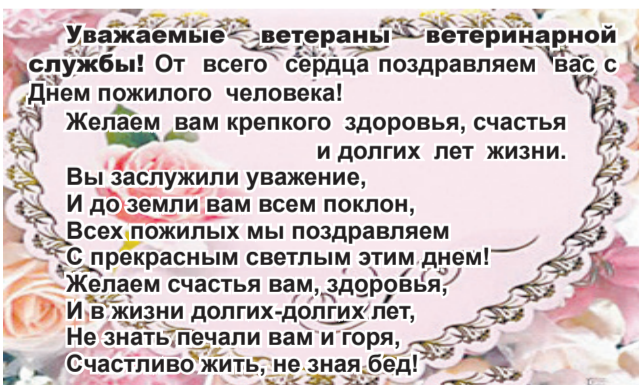 Уважаемые ветераны ветеринарной
службы! От всего сердца поздравляем вас с
Днем пожилого человека!
Желаем вам крепкого здоровья, счастья
и долгих лет жизни.
Вы заслужили уважение,
И до земли вам всем поклон,
Всех пожилых мы поздравляем
С прекрасным светлым этим днем!
Желаем счастья вам, здоровья,
И в жизни долгих-долгих лет,
Не знать печали вам и горя,
Счастливо жить, не зная бед!